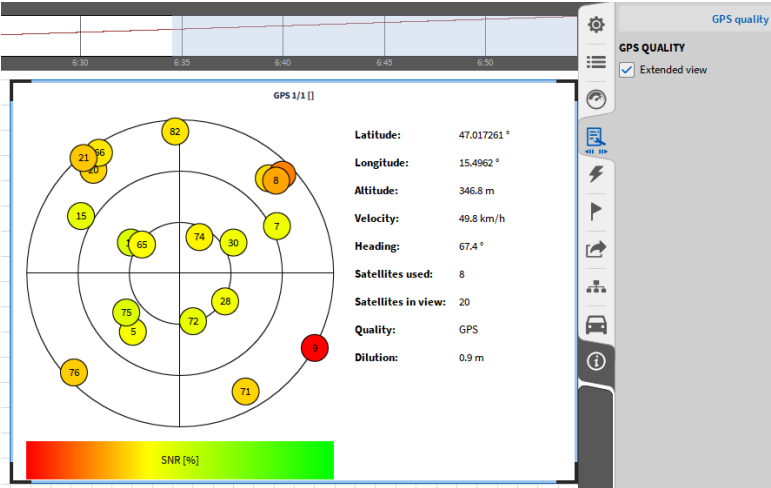 GPS quality
6:30 6:35 6:40 6:45 6:50
GPS QUALITY
Extended view
GPS 1/1 []
82
21
20
8
15
7
74
30
65
28
75
72
5
9
76
71
Latitude: 47.017261 °
Longitude: 15.4962 °
Altitude: 346.8 m
Velocity: 49.8 km/h
Heading: 67.4 °
Satellites used: 8
Satellites in view: 20
Quality: GPS
Dilution: 0.9 m
SNR [%]